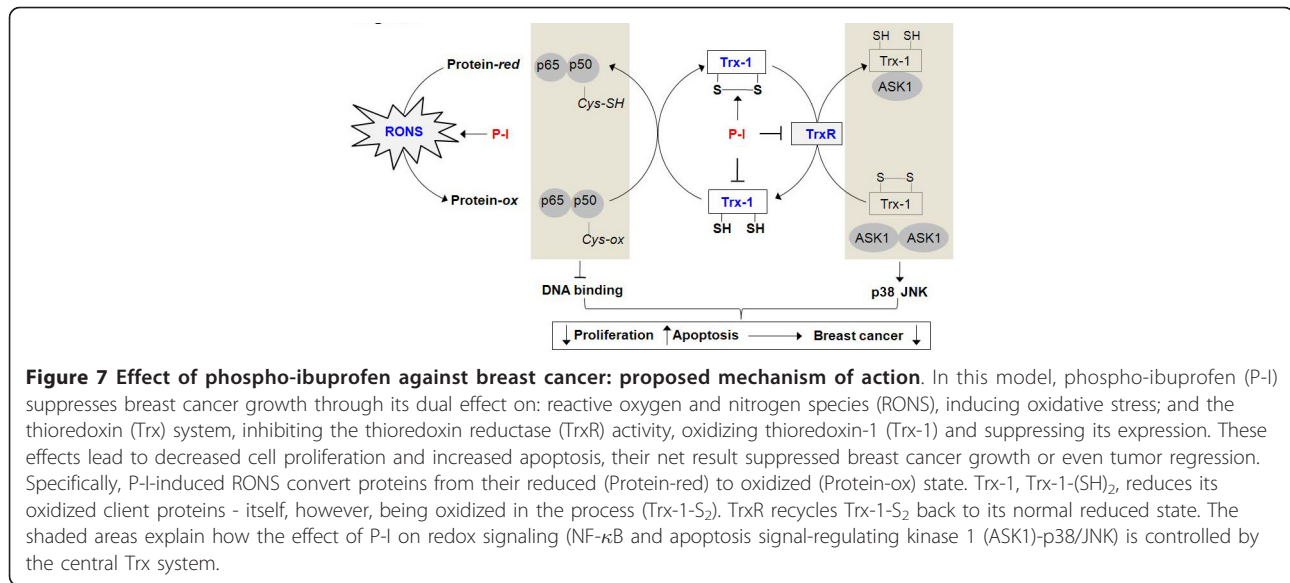 SH SH
Protein-red p65 p50 Trx-1 Trx-1
S S ASK1
Cys-SH
RONS P-I P-I TrxR
S S
Protein-ox p65 p50 Trx-1 Trx-1
SH SH
Cys-ox ASK1 ASK1
DNA binding p38 JNK
↓ Proliferation ↑ Apoptosis → Breast cancer ↓
Figure 7 Effect of phospho-ibuprofen against breast cancer: proposed mechanism of action. In this model, phospho-ibuprofen (P-I)
suppresses breast cancer growth through its dual effect on: reactive oxygen and nitrogen species (RONS), inducing oxidative stress; and the
thioredoxin (Trx) system, inhibiting the thioredoxin reductase (TrxR) activity, oxidizing thioredoxin-1 (Trx-1) and suppressing its expression. These
effects lead to decreased cell proliferation and increased apoptosis, their net result suppressed breast cancer growth or even tumor regression.
Specifically, P-I-induced RONS convert proteins from their reduced (Protein-red) to oxidized (Protein-ox) state. Trx-1, Trx-1-(SH)₂, reduces its
oxidized client proteins - itself, however, being oxidized in the process (Trx-1-S₂). TrxR recycles Trx-1-S₂ back to its normal reduced state. The
shaded areas explain how the effect of P-I on redox signaling (NF-κB and apoptosis signal-regulating kinase 1 (ASK1)-p38/JNK) is controlled by
the central Trx system.